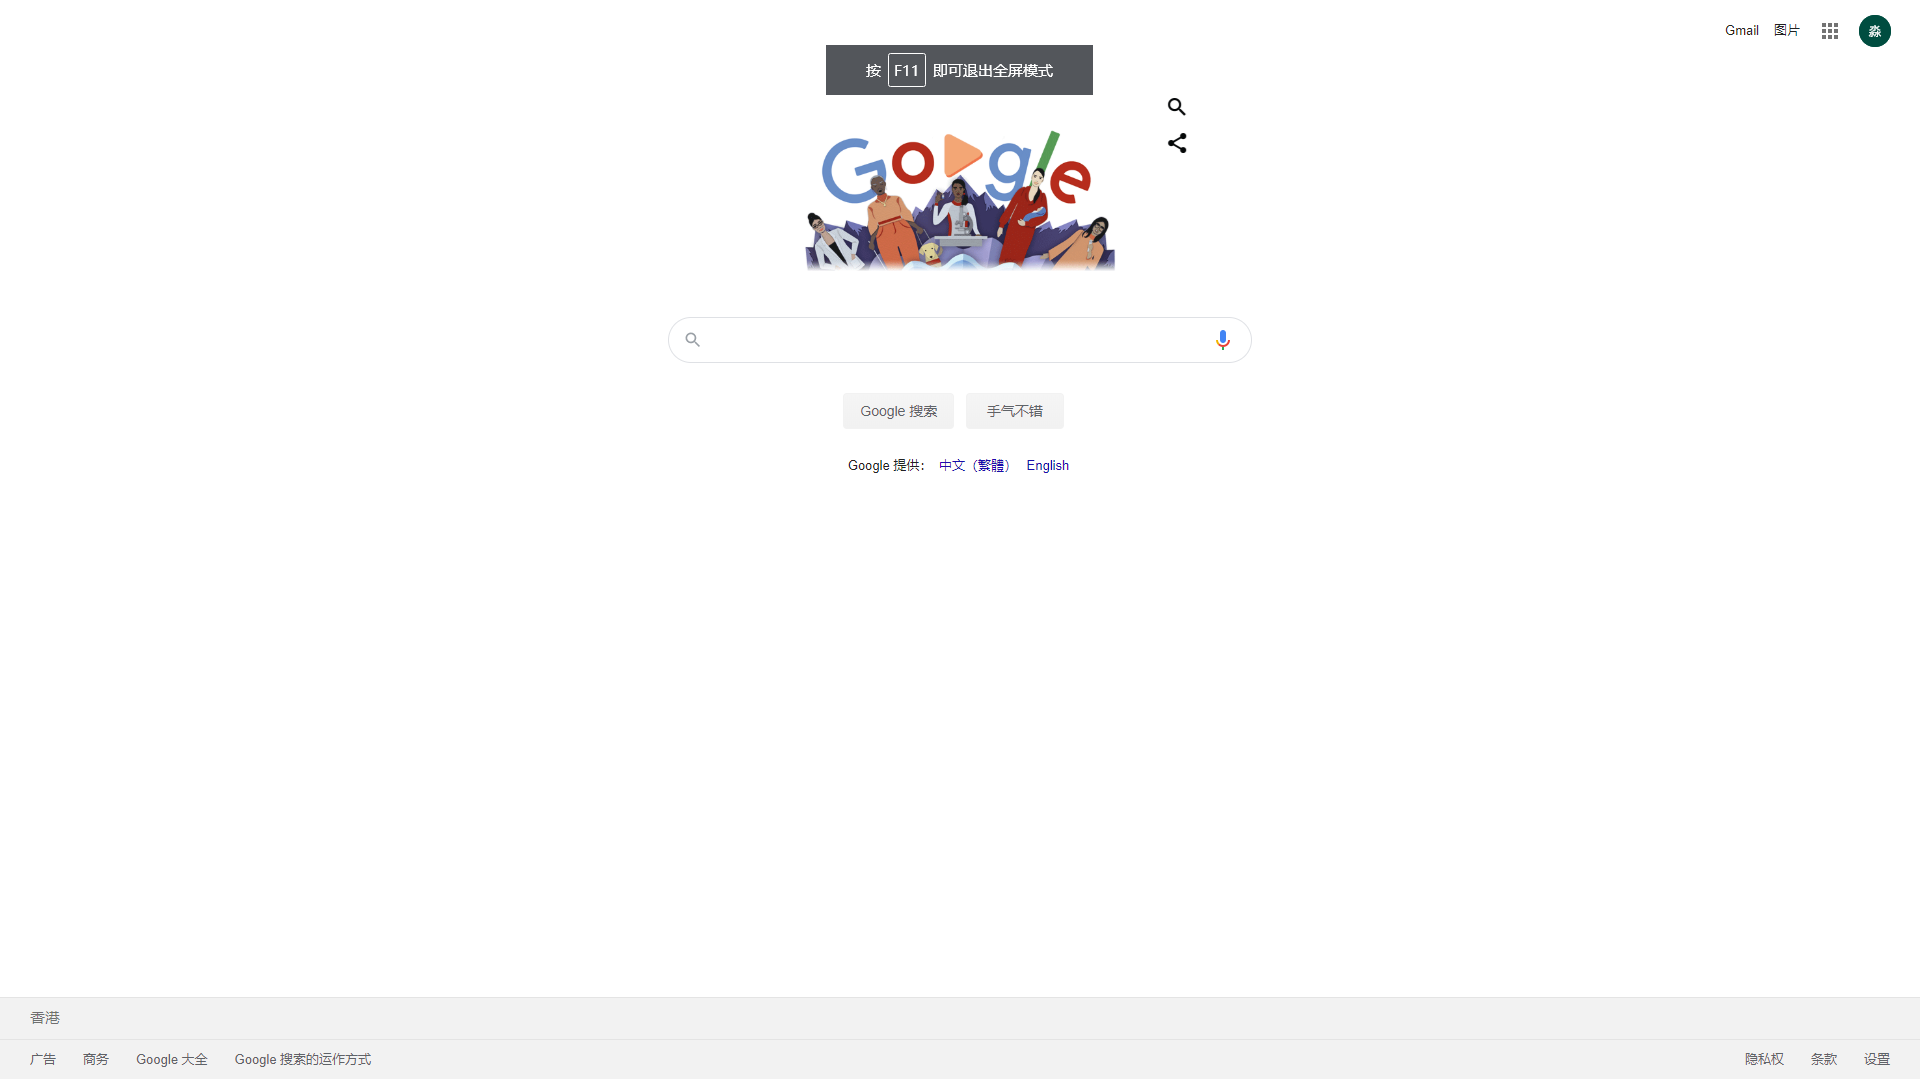 Gmail 图片 淼
按 F11 即可退出全屏模式
Google
Google 搜索 手气不错
Google 提供： 中文（繁體） English
香港
广告 商务 Google 大全 Google 搜索的运作方式 隐私权 条款 设置